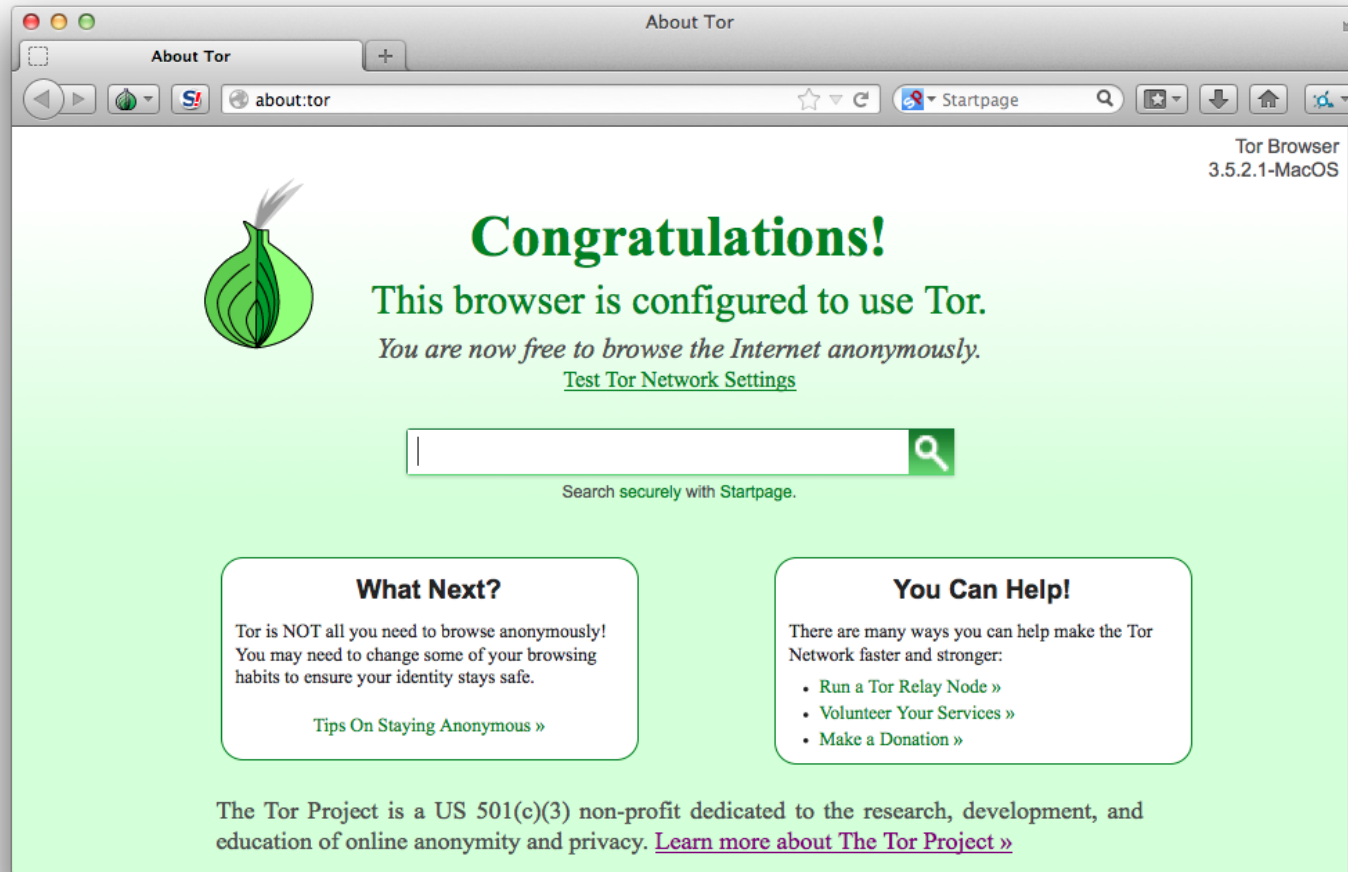 About Tor
About Tor
about:tor
Startpage
Tor Browser
3.5.2.1-MacOS
Congratulations!
This browser is configured to use Tor.
You are now free to browse the Internet anonymously.
Test Tor Network Settings
Search securely with Startpage.
What Next?
Tor is NOT all you need to browse anonymously!
You may need to change some of your browsing
habits to ensure your identity stays safe.
Tips On Staying Anonymous »
You Can Help!
There are many ways you can help make the Tor
Network faster and stronger:
• Run a Tor Relay Node »
• Volunteer Your Services »
• Make a Donation »
The Tor Project is a US 501(c)(3) non-profit dedicated to the research, development, and
education of online anonymity and privacy. Learn more about The Tor Project »